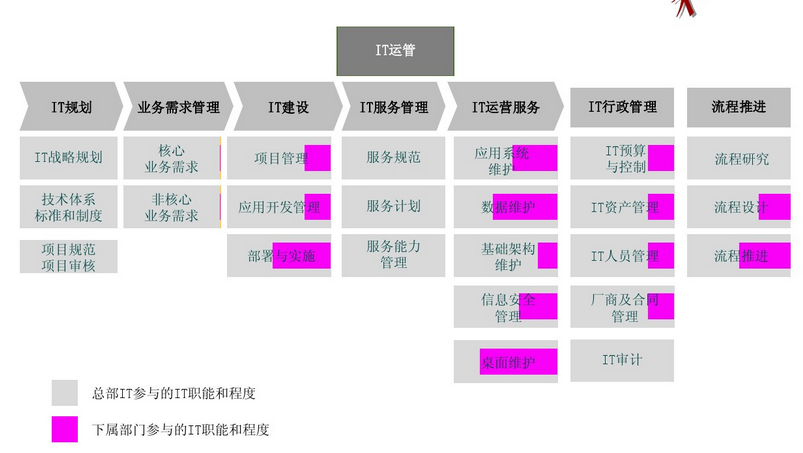 IT运管
IT规划
业务需求管理
IT建设
IT服务管理
IT运营服务
IT行政管理
流程推进
IT战略规划
核心
业务需求
项目管理
服务规范
应用系统
维护
IT预算
与控制
流程研究
技术体系
标准和制度
非核心
业务需求
应用开发管理
服务计划
数据维护
IT资产管理
流程设计
项目规范
项目审核
部署与实施
服务能力
管理
基础架构
维护
IT人员管理
流程推进
信息安全
管理
厂商及合同
管理
桌面维护
IT审计
总部IT参与的IT职能和程度
下属部门参与的IT职能和程度